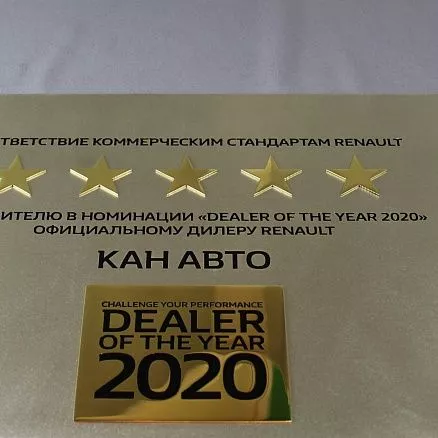 ТВЕТСТВИЕ КОММЕРЧЕСКИМ СТАНДАРТАМ RENAULT
ИТЕЛЮ В НОМИНАЦИИ «DEALER OF THE YEAR 2020»
ОФИЦИАЛЬНОМУ ДИЛЕРУ RENAULT
КАН АВТО
CHALLENGE YOUR PERFORMANCE
DEALER
OF THE YEAR
2020